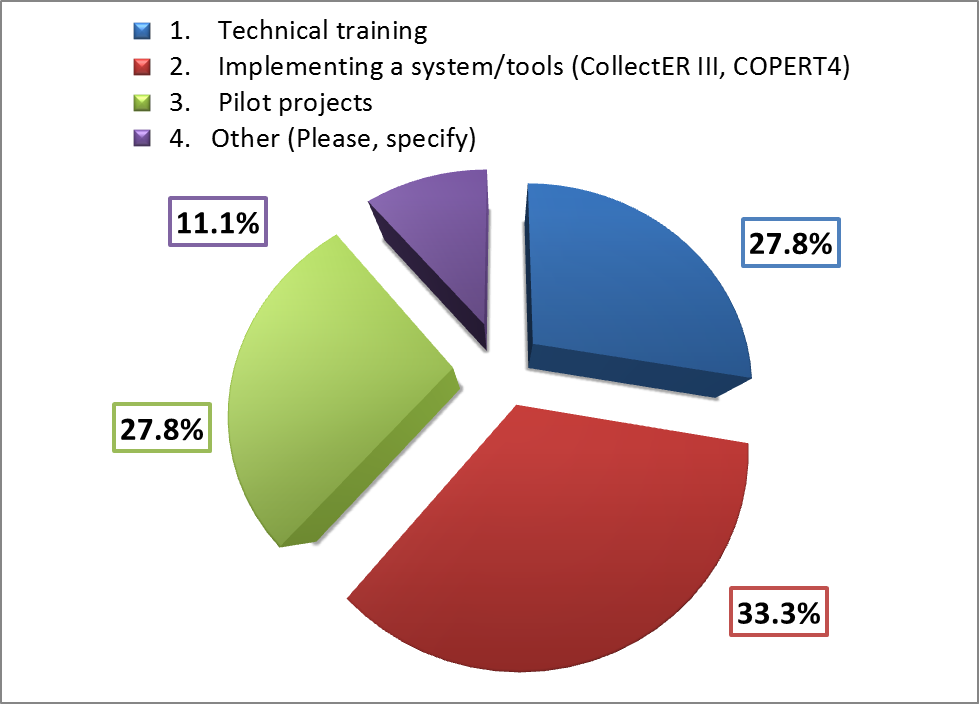 1. Technical training
2. Implementing a system/tools (CollectER III, COPERT4)
3. Pilot projects
4. Other (Please, specify)
11.1%
27.8%
27.8%
33.3%